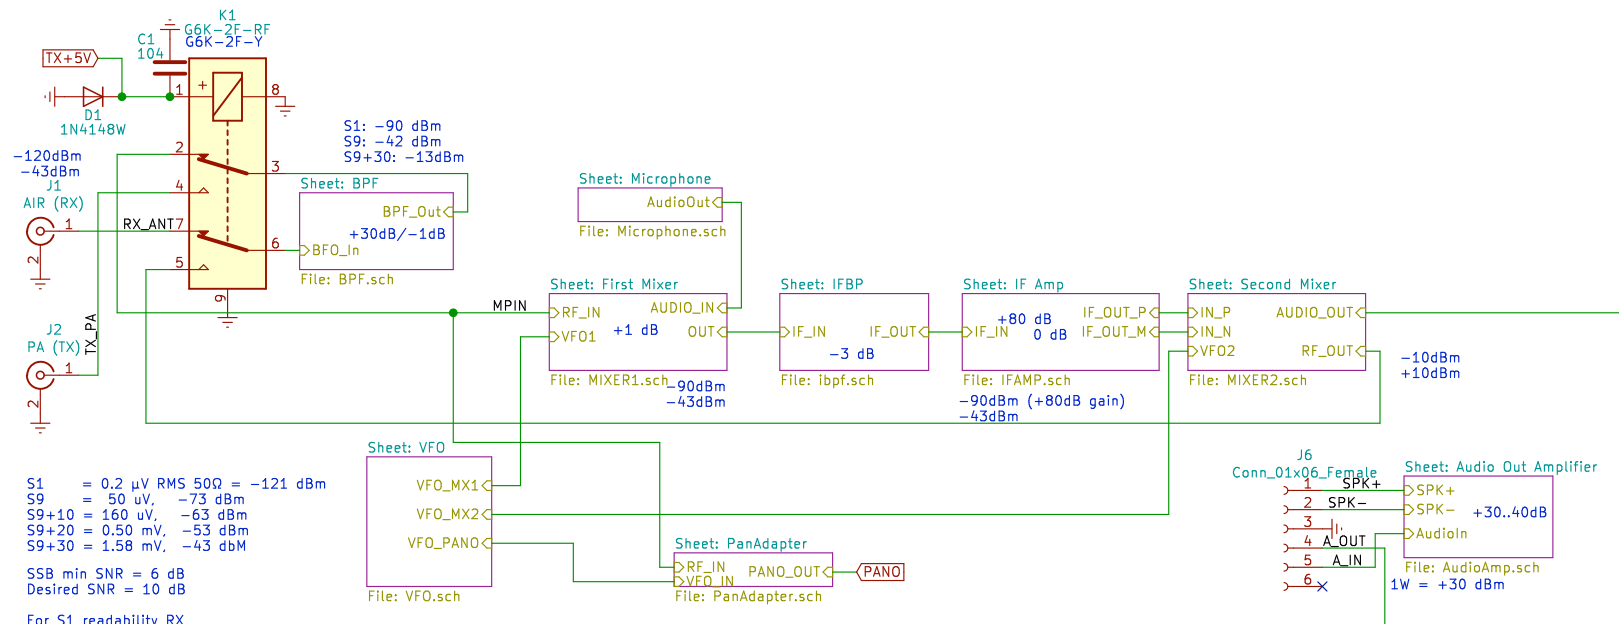 K1
G6K-2F-RF
G6K-2F-Y
C1
104
TX+5V
D1
1N4148W
+
1
8
2
3
4
7
6
5
9
-120dBm
-43dBm
J1
AIR (RX)
1
2
RX_ANT
TX_PA
J2
PA (TX)
1
2
S1: -90 dBm
S9: -42 dBm
S9+30: -13dBm
Sheet: BPF
BPF_Out
+30dB/-1dB
BFO_In
File: BPF.sch
Sheet: Microphone
AudioOut
File: Microphone.sch
MPIN
Sheet: First Mixer
RF_IN
AUDIO_IN
+1 dB
VFO1
OUT
File: MIXER1.sch
-90dBm
-43dBm
Sheet: IFBP
IF_IN
IF_OUT
-3 dB
File: ibpf.sch
Sheet: IF Amp
+80 dB
0 dB
IF_IN
IF_OUT_P
IF_OUT_M
File: IFAMP.sch
-90dBm (+80dB gain)
-43dBm
Sheet: Second Mixer
IN_P
IN_N
VFO2
AUDIO_OUT
RF_OUT
File: MIXER2.sch
-10dBm
+10dBm
Sheet: VFO
VFO_MX1
VFO_MX2
VFO_PANO
File: VFO.sch
Sheet: PanAdapter
RF_IN
VFO_IN
PANO_OUT
PANO
File: PanAdapter.sch
J6
Conn_01x06_Female
1
2
3
4
5
6
SPK+
SPK-
A_OUT
A_IN
Sheet: Audio Out Amplifier
SPK+
SPK-
+30..40dB
AudioIn
File: AudioAmp.sch
1W = +30 dBm
S1 = 0.2 μV RMS 50Ω = -121 dBm
S9 = 50 uV, -73 dBm
S9+10 = 160 uV, -63 dBm
S9+20 = 0.50 mV, -53 dBm
S9+30 = 1.58 mV, -43 dbM
SSB min SNR = 6 dB
Desired SNR = 10 dB
For S1 readability RX